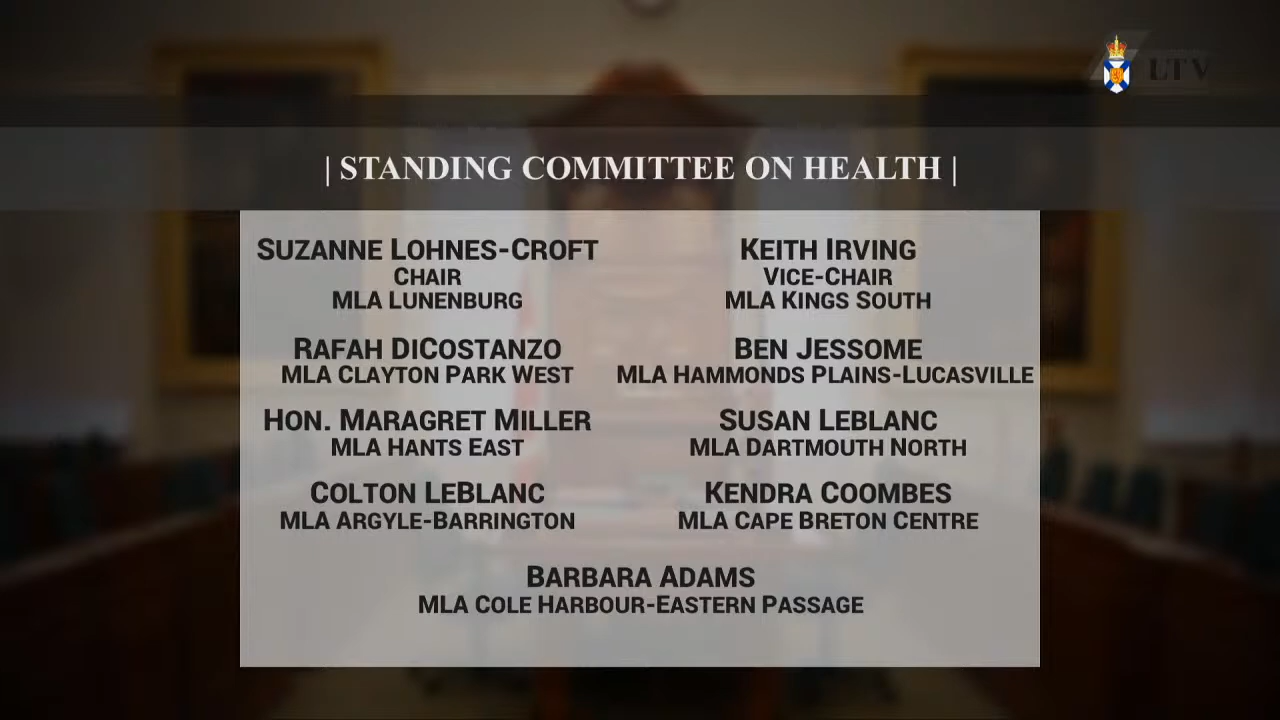 LTV
| STANDING COMMITTEE ON HEALTH |
SUZANNE LOHNES-CROFT
CHAIR
MLA LUNENBURG
KEITH IRVING
VICE-CHAIR
MLA KINGS SOUTH
RAFAH DICOSTANZO
MLA CLAYTON PARK WEST
BEN JESSOME
MLA HAMMONDS PLAINS-LUCASVILLE
HON. MARAGRET MILLER
MLA HANTS EAST
SUSAN LEBLANC
MLA DARTMOUTH NORTH
COLTON LEBLANC
MLA ARGYLE-BARRINGTON
KENDRA COOMBES
MLA CAPE BRETON CENTRE
BARBARA ADAMS
MLA COLE HARBOUR-EASTERN PASSAGE